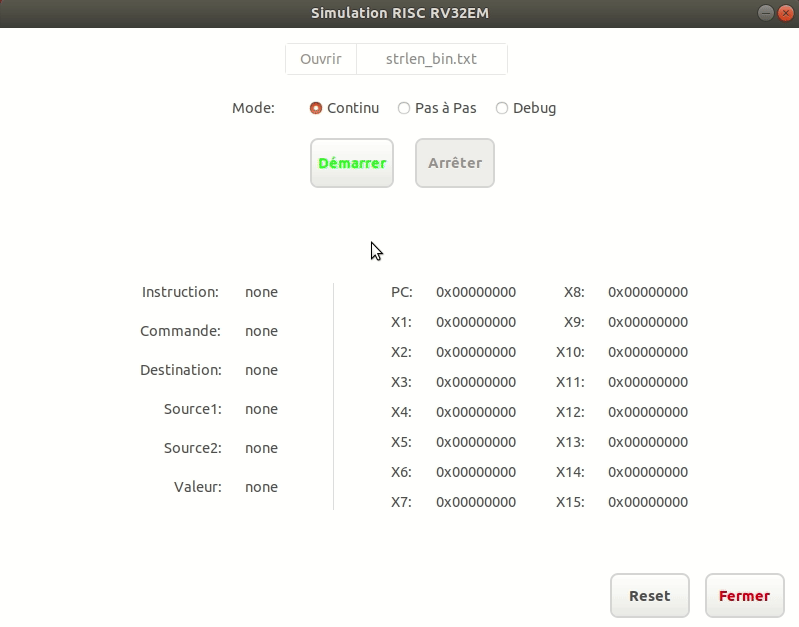 Simulation RISC RV32EM
Ouvrir strlen_bin.txt
Mode: Continu Pas à Pas Debug
Démarrer Arrêter
Instruction: none
Commande: none
Destination: none
Source1: none
Source2: none
Valeur: none
PC: 0x00000000 X8: 0x00000000
X1: 0x00000000 X9: 0x00000000
X2: 0x00000000 X10: 0x00000000
X3: 0x00000000 X11: 0x00000000
X4: 0x00000000 X12: 0x00000000
X5: 0x00000000 X13: 0x00000000
X6: 0x00000000 X14: 0x00000000
X7: 0x00000000 X15: 0x00000000
Reset Fermer